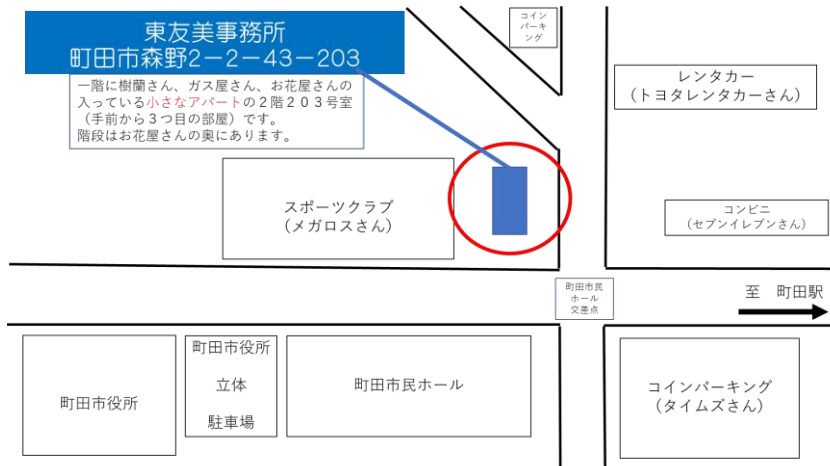 東友美事務所
町田市森野2−2−43−203
一階に樹蘭さん、ガス屋さん、お花屋さんの
入っている小さなアパートの２階２０３号室
（手前から３つ目の部屋）です。
階段はお花屋さんの奥にあります。
コイン
パーキ
ング
レンタカー
（トヨタレンタカーさん）
スポーツクラブ
（メガロスさん）
コンビニ
（セブンイレブンさん）
町田市民
ホール
交差点
至　町田駅
町田市役所
町田市役所
立体
駐車場
町田市民ホール
コインパーキング
（タイムズさん）